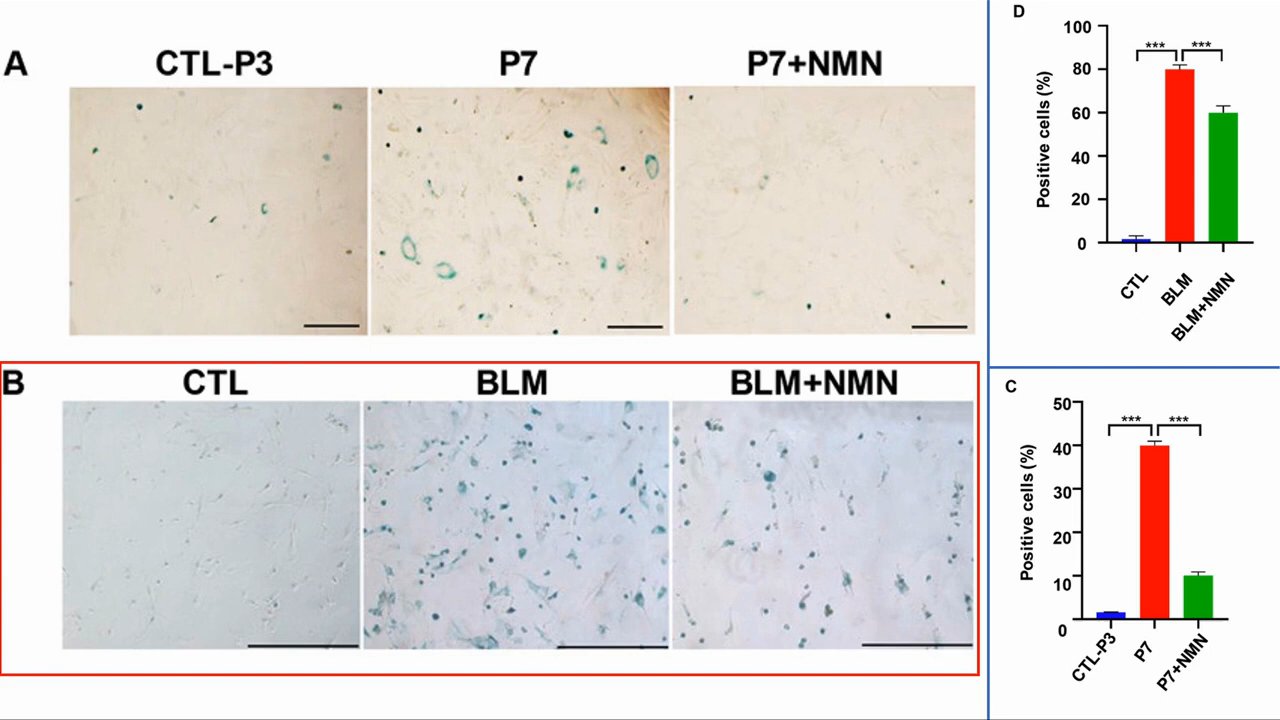 A
CTL-P3
P7
P7+NMN
B
CTL
BLM
BLM+NMN
D
Positive cells (%)
100
80
60
40
20
0
***
***
CTL
BLM
BLM+NMN
C
Positive cells (%)
50
40
30
20
10
0
***
***
CTL-P3
P7
P7+NMN